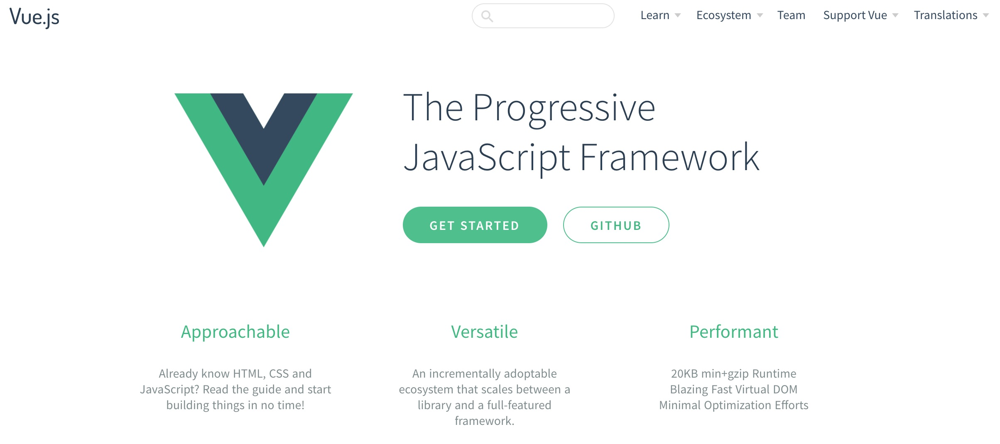 Vue.js
Learn Ecosystem Team Support Vue Translations
The Progressive
JavaScript Framework
GET STARTED GITHUB
Approachable
Already know HTML, CSS and
JavaScript? Read the guide and start
building things in no time!
Versatile
An incrementally adoptable
ecosystem that scales between a
library and a full-featured
framework.
Performant
20KB min+gzip Runtime
Blazing Fast Virtual DOM
Minimal Optimization Efforts